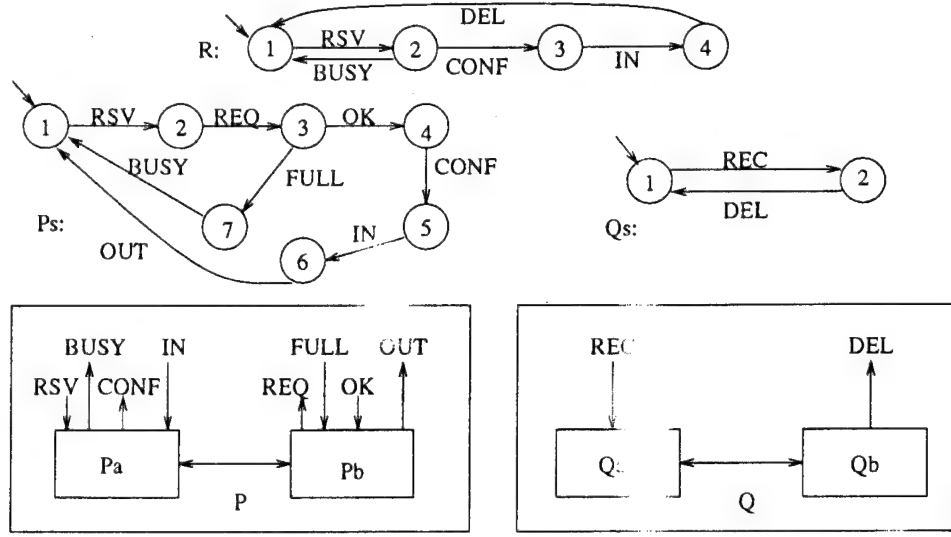 DEL
R: 1 RSV 2 3 4
BUSY CONF IN
1 RSV 2 REQ 3 OK 4
BUSY FULL CONF
REC
1 2
DEL
Ps: 7 IN 5 Qs:
OUT 6
BUSY IN FULL OUT
RSV CONF REQ OK
Pa Pb
P
REC DEL
Qb
Q